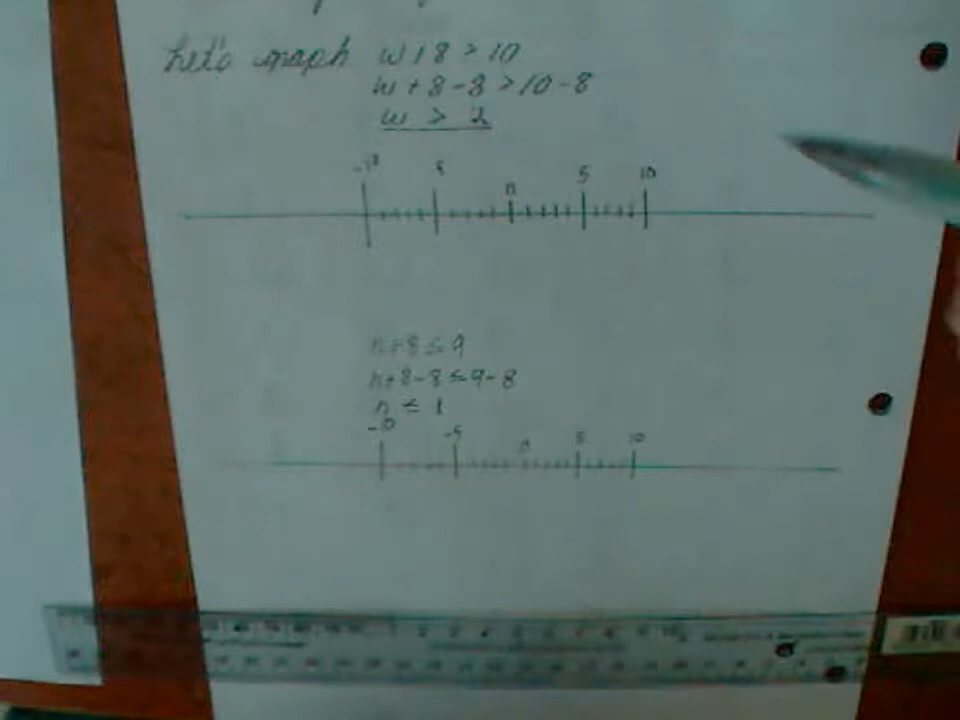 Let's graph w + 8 > 10
w + 8 - 8 > 10 - 8
w > 2
-10 5 0 5 10
n + 8 ≤ 9
n + 8 - 8 ≤ 9 - 8
n ≤ 1
-10 -5 0 5 10